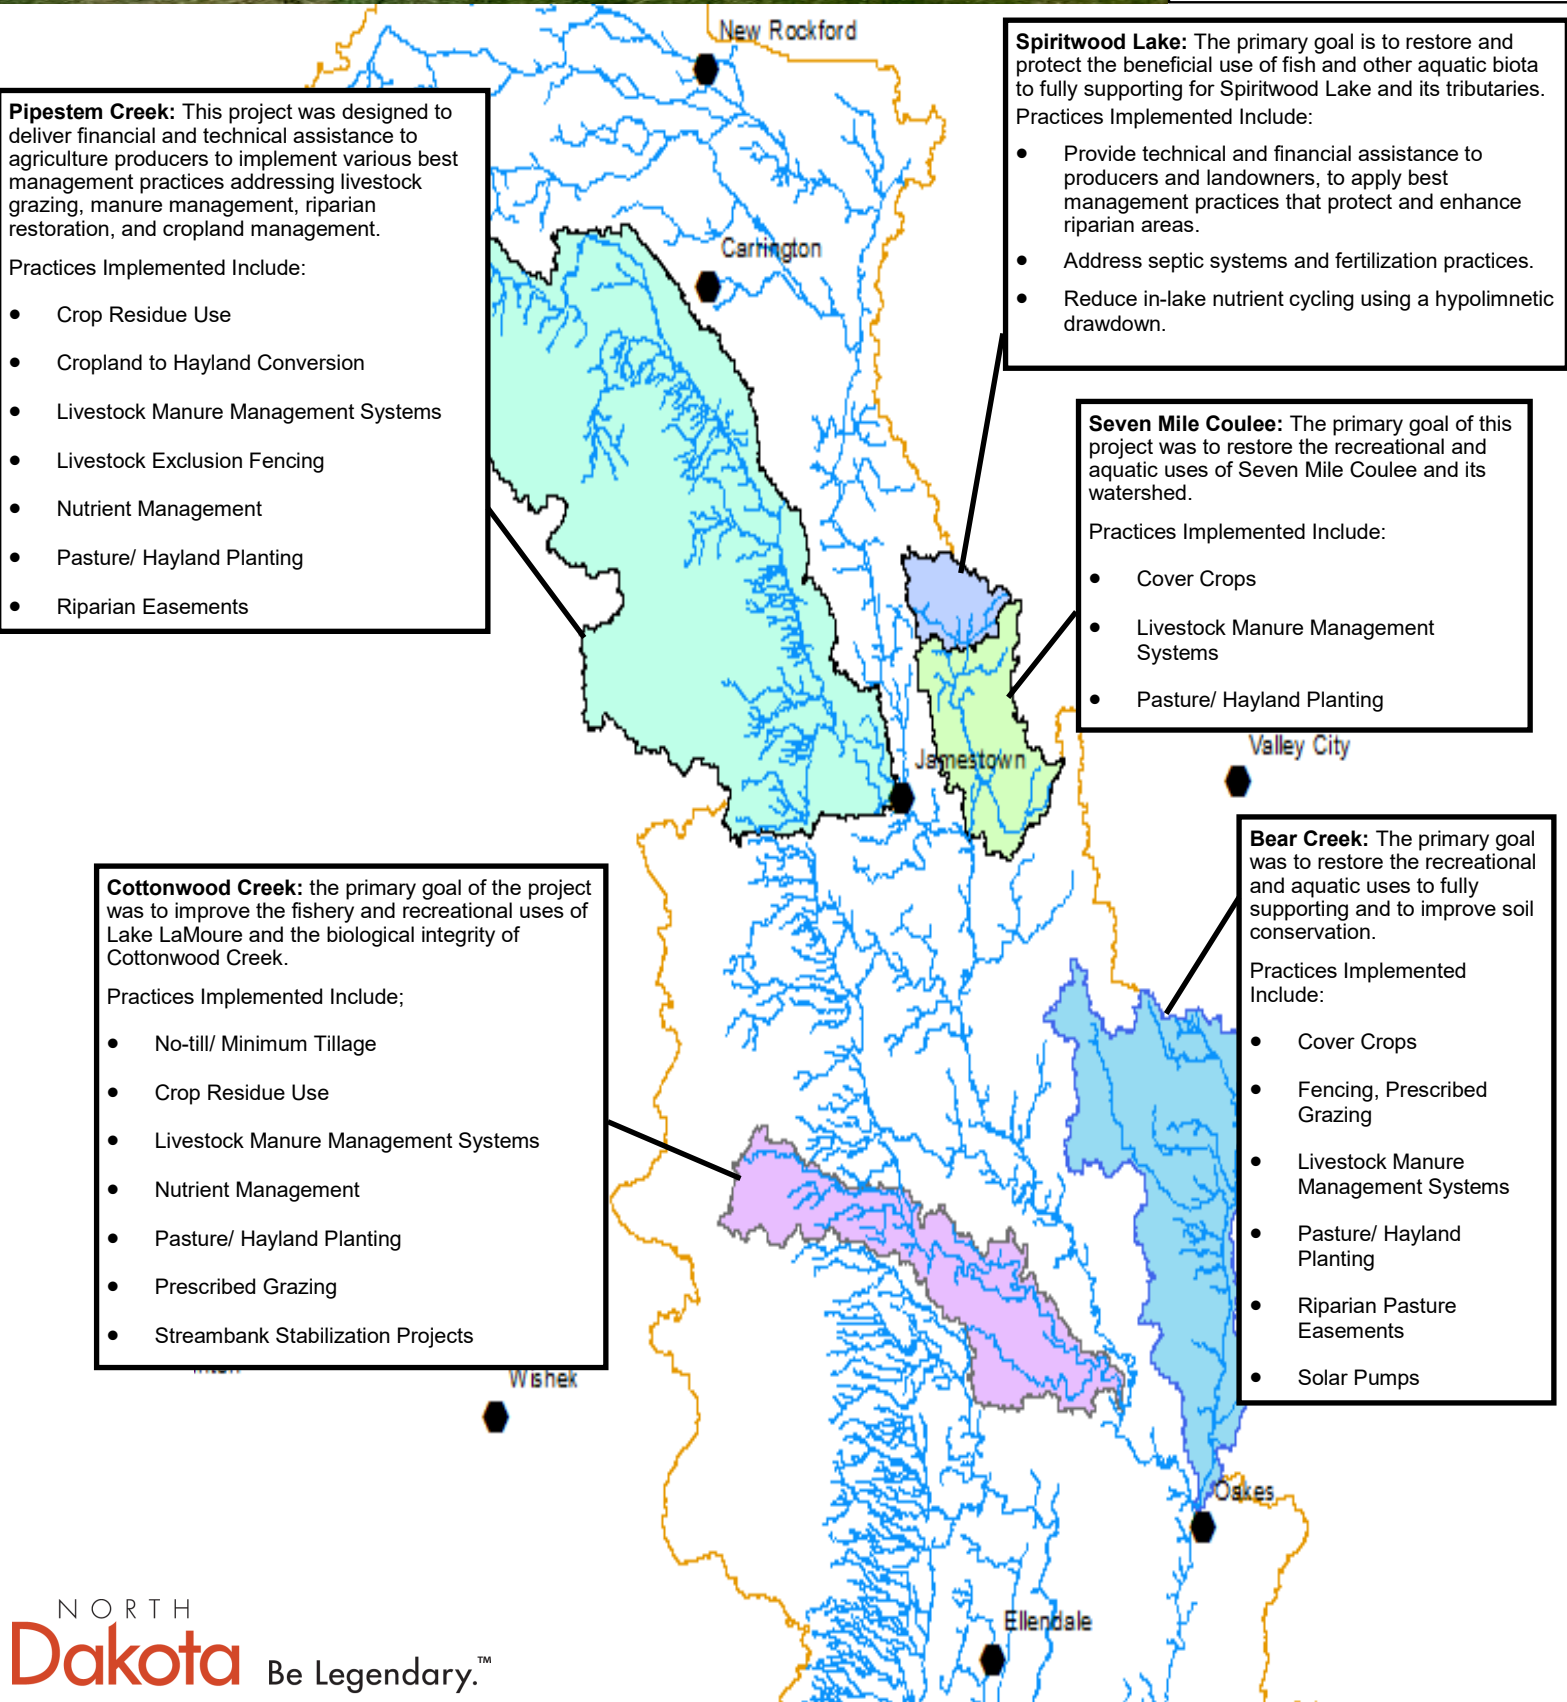 New Rockford
Spiritwood Lake: The primary goal is to restore and
protect the beneficial use of fish and other aquatic biota
to fully supporting for Spiritwood Lake and its tributaries.
Practices Implemented Include:
• Provide technical and financial assistance to
producers and landowners, to apply best
management practices that protect and enhance
riparian areas.
• Address septic systems and fertilization practices.
• Reduce in-lake nutrient cycling using a hypolimnetic
drawdown.
Pipestem Creek: This project was designed to
deliver financial and technical assistance to
agriculture producers to implement various best
management practices addressing livestock
grazing, manure management, riparian
restoration, and cropland management.
Practices Implemented Include:
• Crop Residue Use
• Cropland to Hayland Conversion
• Livestock Manure Management Systems
• Livestock Exclusion Fencing
• Nutrient Management
• Pasture/ Hayland Planting
• Riparian Easements
Carrington
Seven Mile Coulee: The primary goal of this
project was to restore the recreational and
aquatic uses of Seven Mile Coulee and its
watershed.
Practices Implemented Include:
• Cover Crops
• Livestock Manure Management
Systems
• Pasture/ Hayland Planting
Valley City
Jamestown
Bear Creek: The primary goal
was to restore the recreational
and aquatic uses to fully
supporting and to improve soil
conservation.
Practices Implemented
Include:
• Cover Crops
• Fencing, Prescribed
Grazing
• Livestock Manure
Management Systems
• Pasture/ Hayland
Planting
• Riparian Pasture
Easements
• Solar Pumps
Cottonwood Creek: the primary goal of the project
was to improve the fishery and recreational uses of
Lake LaMoure and the biological integrity of
Cottonwood Creek.
Practices Implemented Include;
• No-till/ Minimum Tillage
• Crop Residue Use
• Livestock Manure Management Systems
• Nutrient Management
• Pasture/ Hayland Planting
• Prescribed Grazing
• Streambank Stabilization Projects
Wishek
Oakes
Ellendale
NORTH
Dakota Be Legendary.™